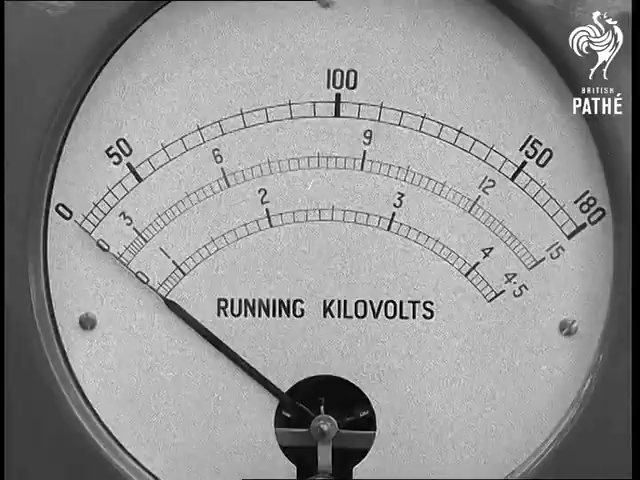 BRITISH
PATHÉ
0 50 100 150 180
0 3 6 9 12 15
0 1 2 3 4 4·5
RUNNING KILOVOLTS